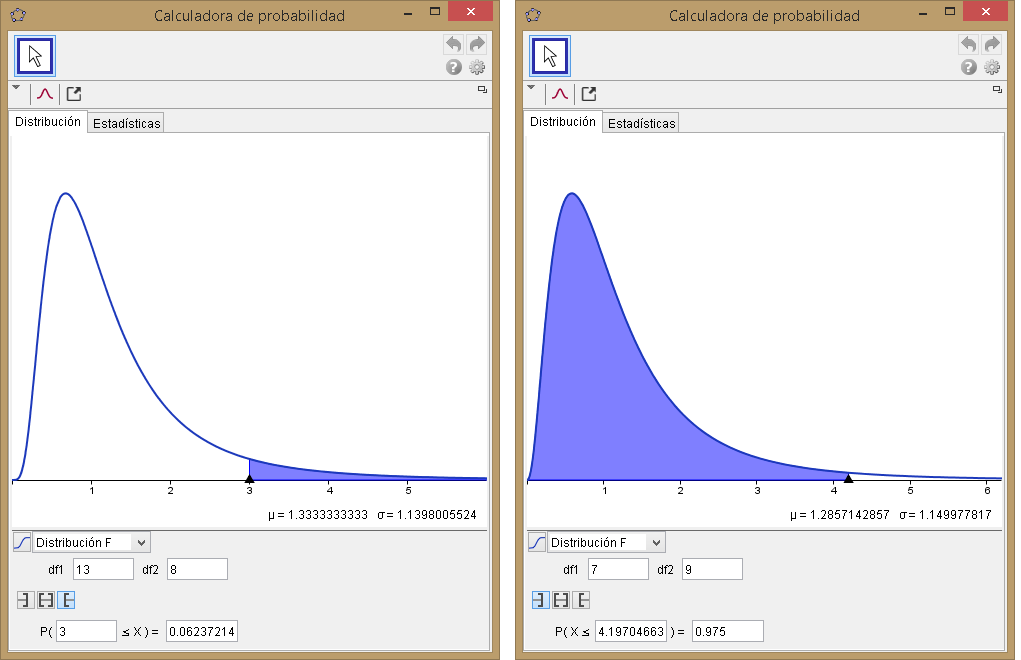 Calculadora de probabilidad
Distribución Estadísticas
1 2 3 4 5
μ = 1.3333333333 σ = 1.1398005524
Distribución F
df1 13 df2 8
P( 3 ≤ X ) = 0.06237214
Calculadora de probabilidad
Distribución Estadísticas
1 2 3 4 5 6
μ = 1.2857142857 σ = 1.149977817
Distribución F
df1 7 df2 9
P( X ≤ 4.19704663 ) = 0.975